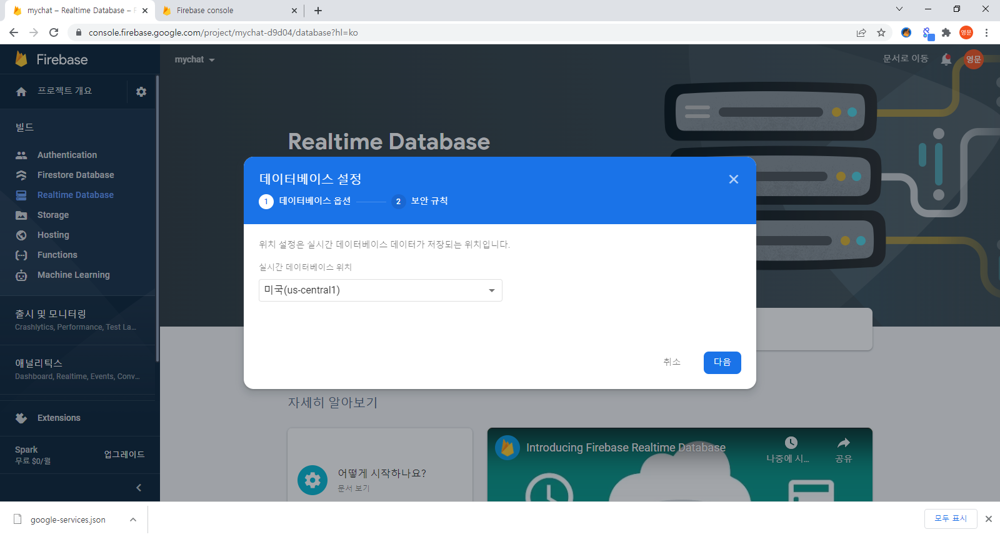 mychat – Realtime Database – F
Firebase console
console.firebase.google.com/project/mychat-d9d04/database?hl=ko
영문
Firebase
mychat
문서로 이동
영문
프로젝트 개요
빌드
Authentication
Firestore Database
Realtime Database
Storage
Hosting
Functions
Machine Learning
출시 및 모니터링
Crashlytics, Performance, Test La...
애널리틱스
Dashboard, Realtime, Events, Conv...
Extensions
Spark
무료 $0/월
업그레이드
Realtime Database
데이터베이스 설정
1 데이터베이스 옵션
2 보안 규칙
위치 설정은 실시간 데이터베이스 데이터가 저장되는 위치입니다.
실시간 데이터베이스 위치
미국(us-central1)
취소
다음
자세히 알아보기
어떻게 시작하나요?
문서 보기
Introducing Firebase Realtime Database
나중에 시...
공유
google-services.json
모두 표시